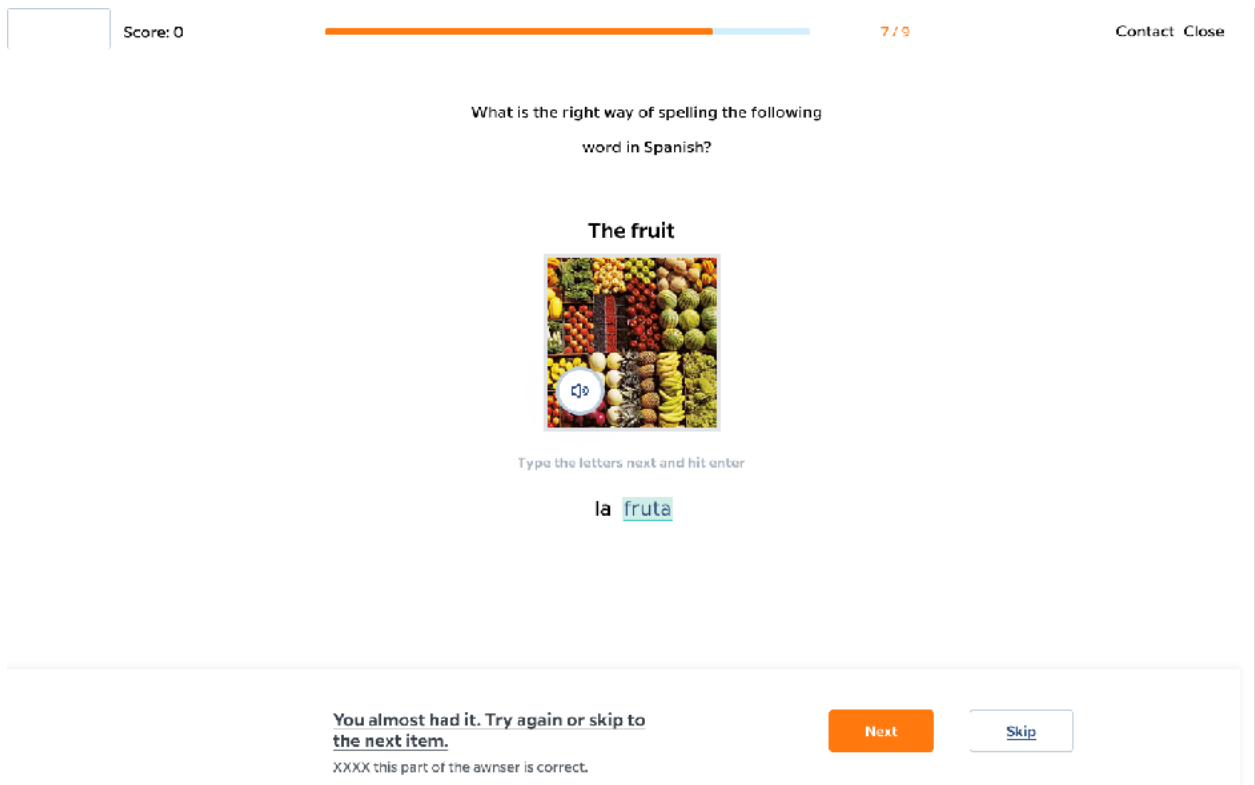 Score: 0
7 / 9
Contact Close
What is the right way of spelling the following
word in Spanish?
The fruit
Type the letters next and hit enter
la fruta
You almost had it. Try again or skip to
the next item.
XXXX this part of the awnser is correct.
Next
Skip